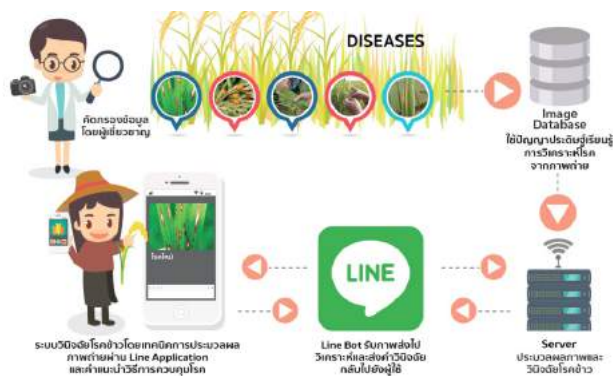 DISEASES
คัดกรองข้อมูล
โดยผู้เชี่ยวชาญ
Image
Database
ใช้ปัญญาประดิษฐ์เรียนรู้
การวิเคราะห์โรค
จากภาพถ่าย
โรคไหม้
LINE
ระบบวินิจฉัยโรคข้าวโดยเทคนิคการประมวลผล
ภาพถ่ายผ่าน Line Application
และคำแนะนำวิธีการควบคุมโรค
Line Bot รับภาพส่งไป
วิเคราะห์และส่งคำวินิจฉัย
กลับไปยังผู้ใช้
Server
ประมวลผลภาพและ
วินิจฉัยโรคข้าว